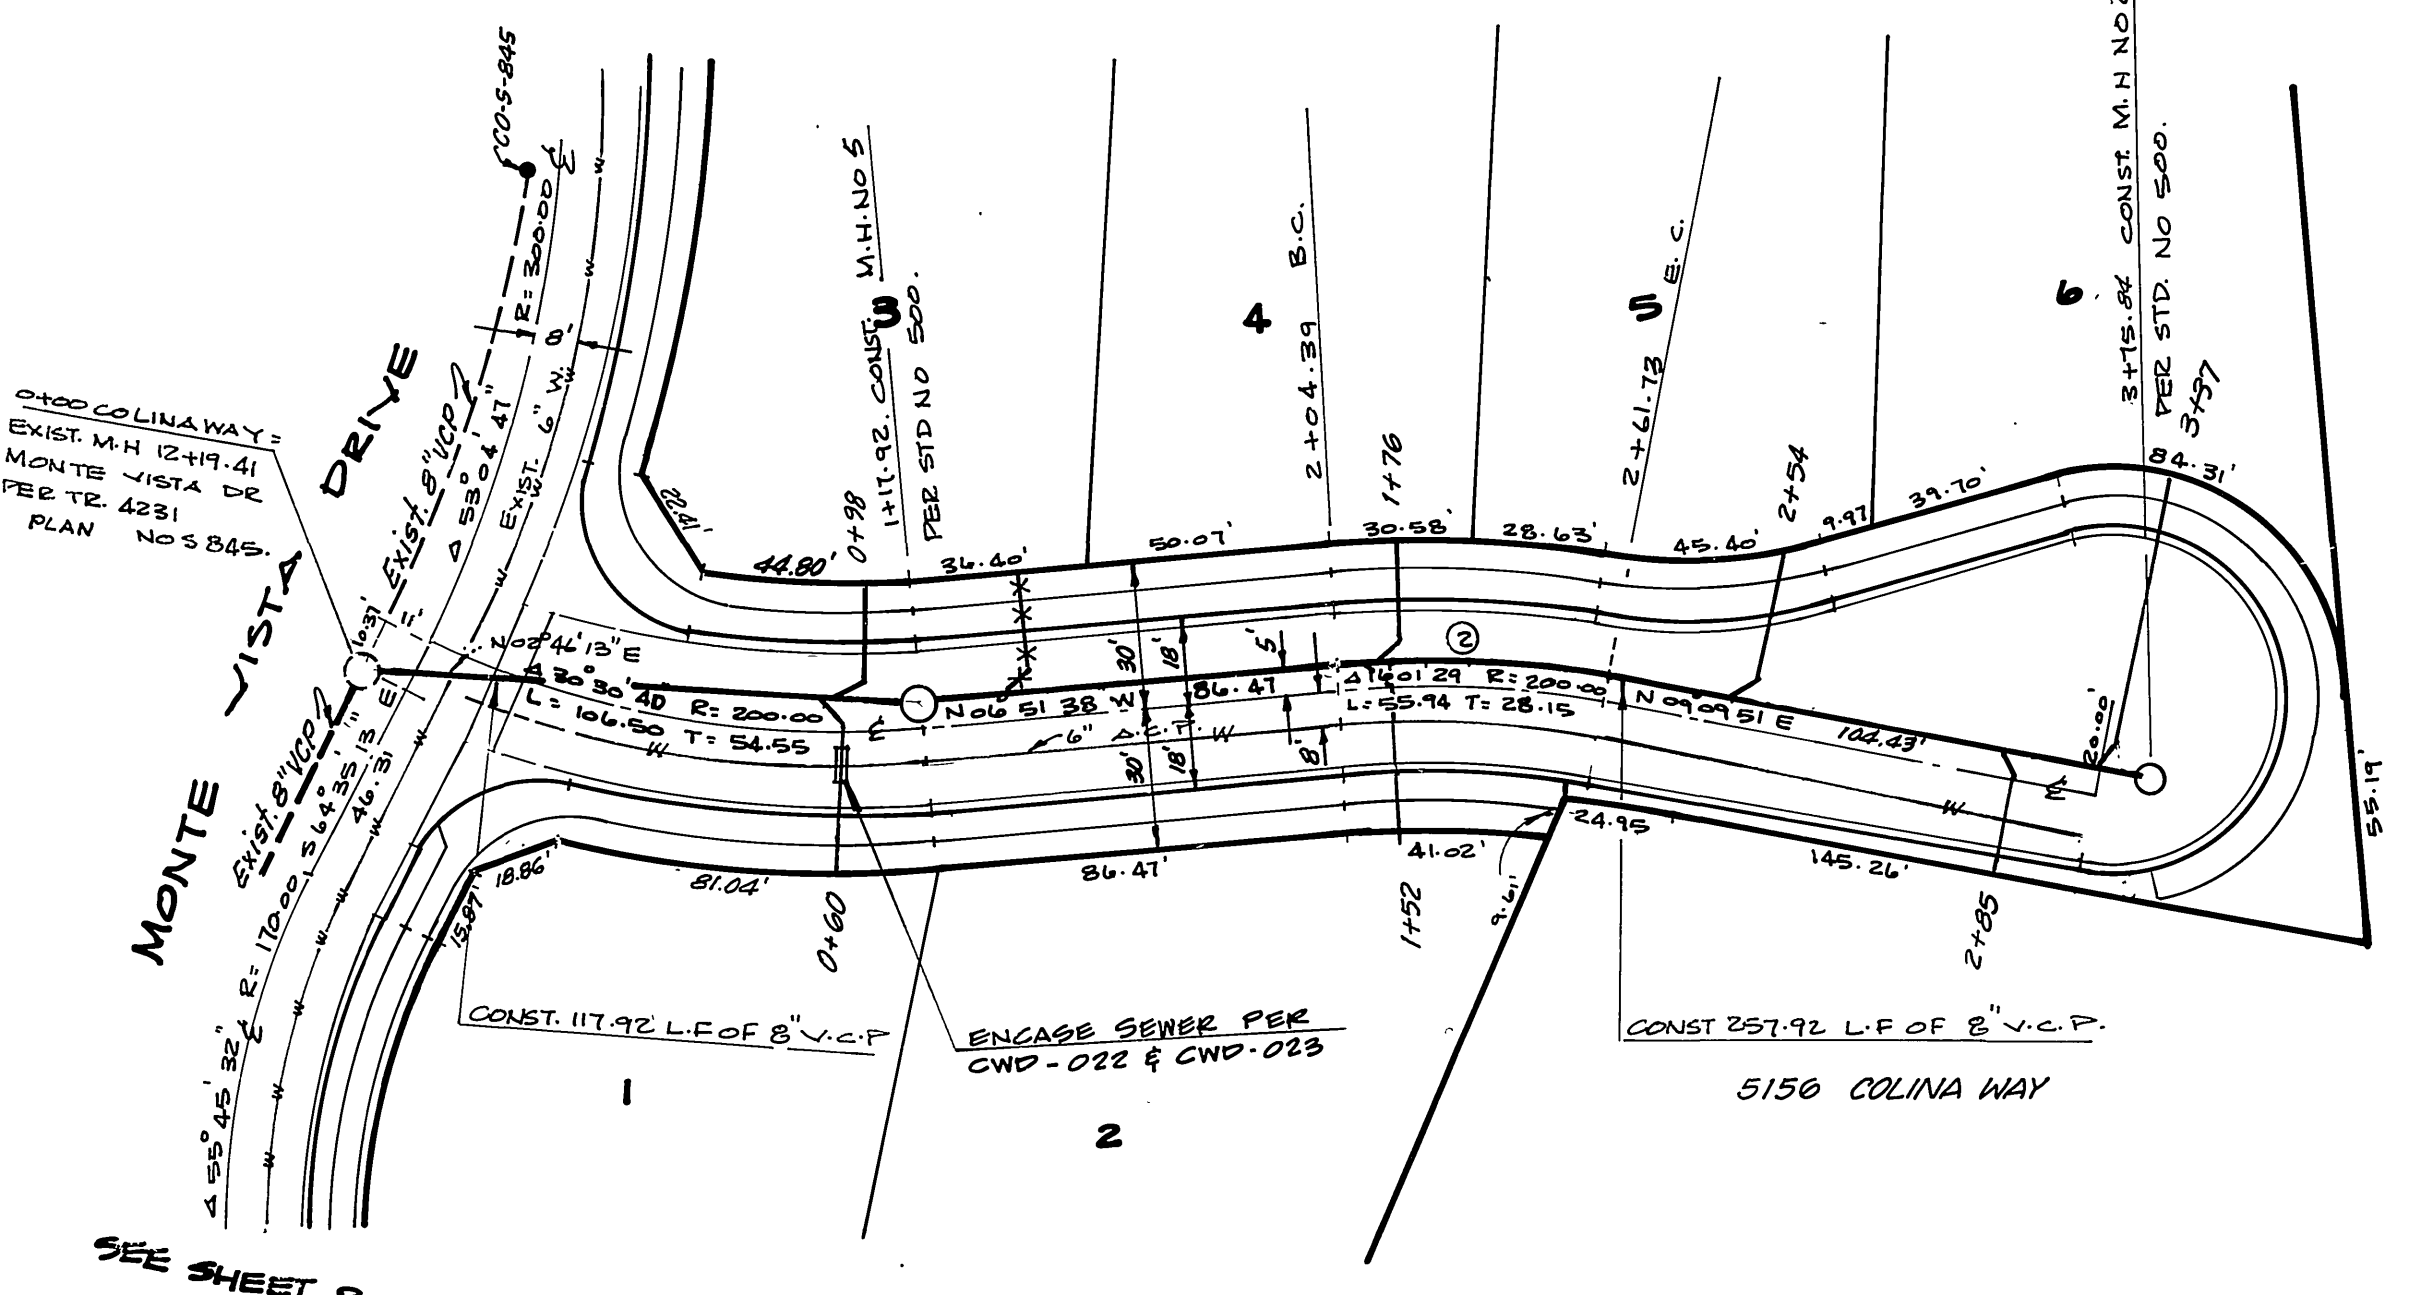 CO-S-845
R=300.00
8'
EXIST. 6" W.
Δ 53° 04' 47"
EXIST. 8" VCP
MONTE VISTA DRIVE
0+00 COLINA WAY =
EXIST. M.H 12+19.41
MONTE VISTA DR
PER TR. 4231
PLAN NO S 845.
10.37
11'
EXIST. 8" VCP
S 64° 35' 13" E
46.31
R= 170.00
Δ 55° 45' 32"
SEE SHEET
22.41'
44.80'
0+98
1+17.92 CONST. M.H. NO 5
PER STD NO 500.
3
36.40'
50.07'
4
2+04.39 B.C.
1+76
30.58'
28.63'
5
2+61.73 E.C.
45.40'
2+54
9.97
39.70'
6
3+75.84 CONST. M.H NO
PER STD. NO 500.
3+37
84.31'
N 02° 46' 13" E
Δ 30° 30' 40 R= 200.00
L= 106.50 T= 54.55
N 06 51 38 W
86.47
30'
18'
5'
6" A.C.P. W
30'
18'
8'
2
Δ 16 01 29 R= 200.00
L= 55.94 T= 28.15
N 09 09 51 E
104.43'
20.00'
55.19'
18.86'
15.87'
81.04'
0+60
86.47'
41.02'
1+52
9.61'
24.95
145.26'
2+85
CONST. 117.92' L.F OF 8" V.C.P
ENCASE SEWER PER
CWD-022 & CWD-023
CONST 257.92 L.F OF 8" V.C.P.
5156 COLINA WAY
1
2